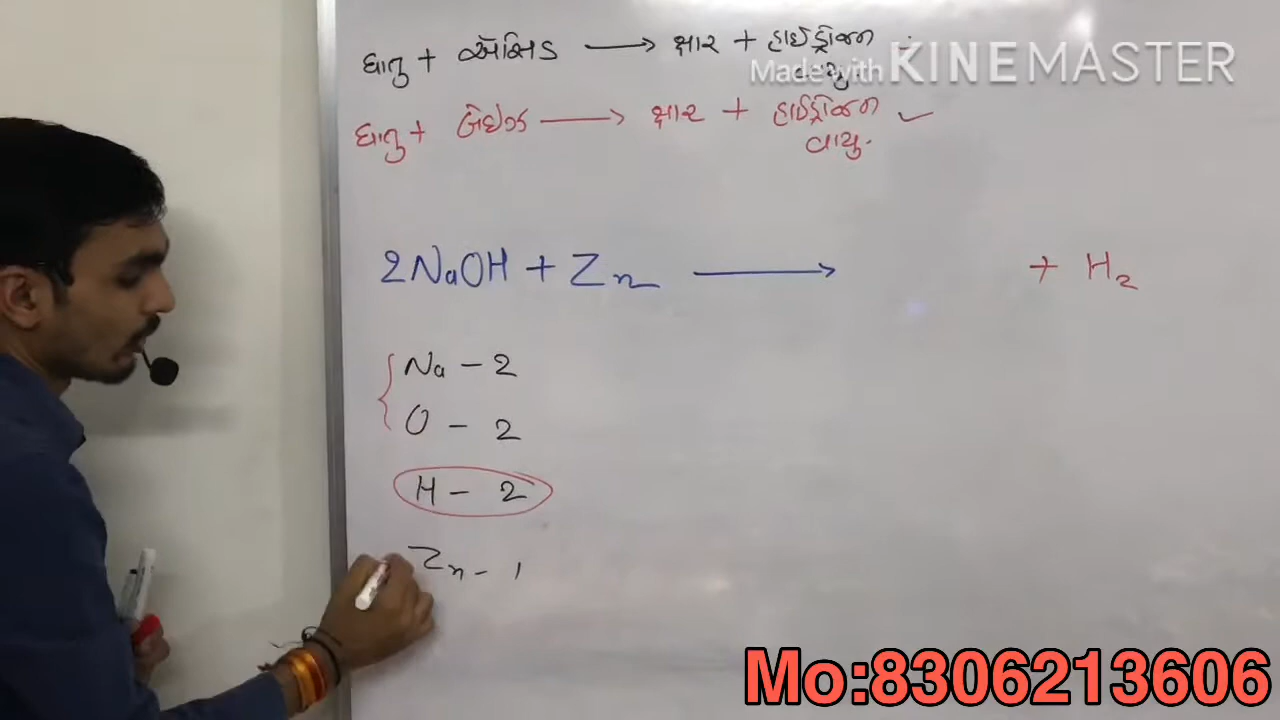 ધાતુ + એસિડ → ક્ષાર + હાઈડ્રોજન
વાયુ.
Made with KINEMASTER
ધાતુ + બેઈઝ → ક્ષાર + હાઈડ્રોજન ✓
વાયુ.
2NaOH + Zn → + H₂
Na - 2
O - 2
H - 2
Zn - 1
Mo:8306213606